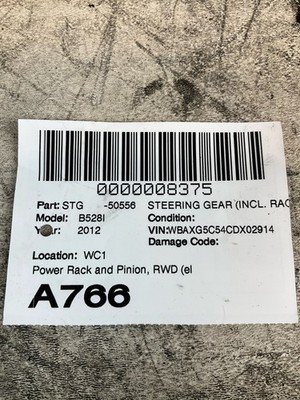 0000008375
Part: STG -50556 STEERING GEAR (INCL. RAC
Model: B528I Condition:
Year: 2012 VIN:WBAXG5C54CDX02914
Damage Code:
Location: WC1
Power Rack and Pinion, RWD (el
A766